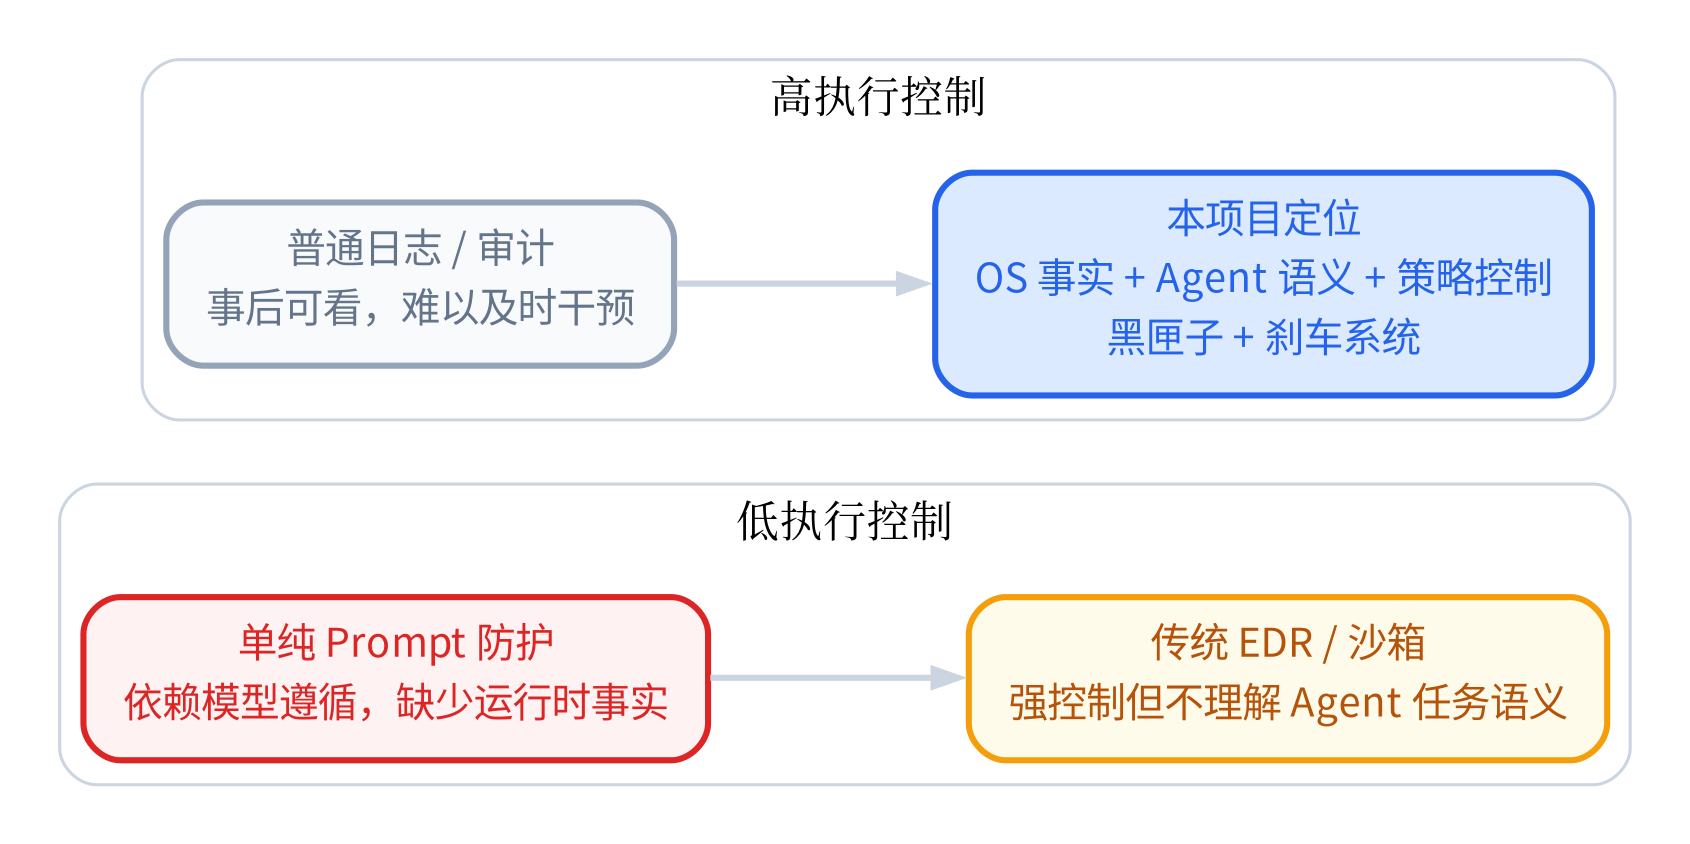 高执行控制
普通日志 / 审计
事后可看，难以及时干预
本项目定位
OS 事实 + Agent 语义 + 策略控制
黑匣子 + 刹车系统
低执行控制
单纯 Prompt 防护
依赖模型遵循，缺少运行时事实
传统 EDR / 沙箱
强控制但不理解 Agent 任务语义